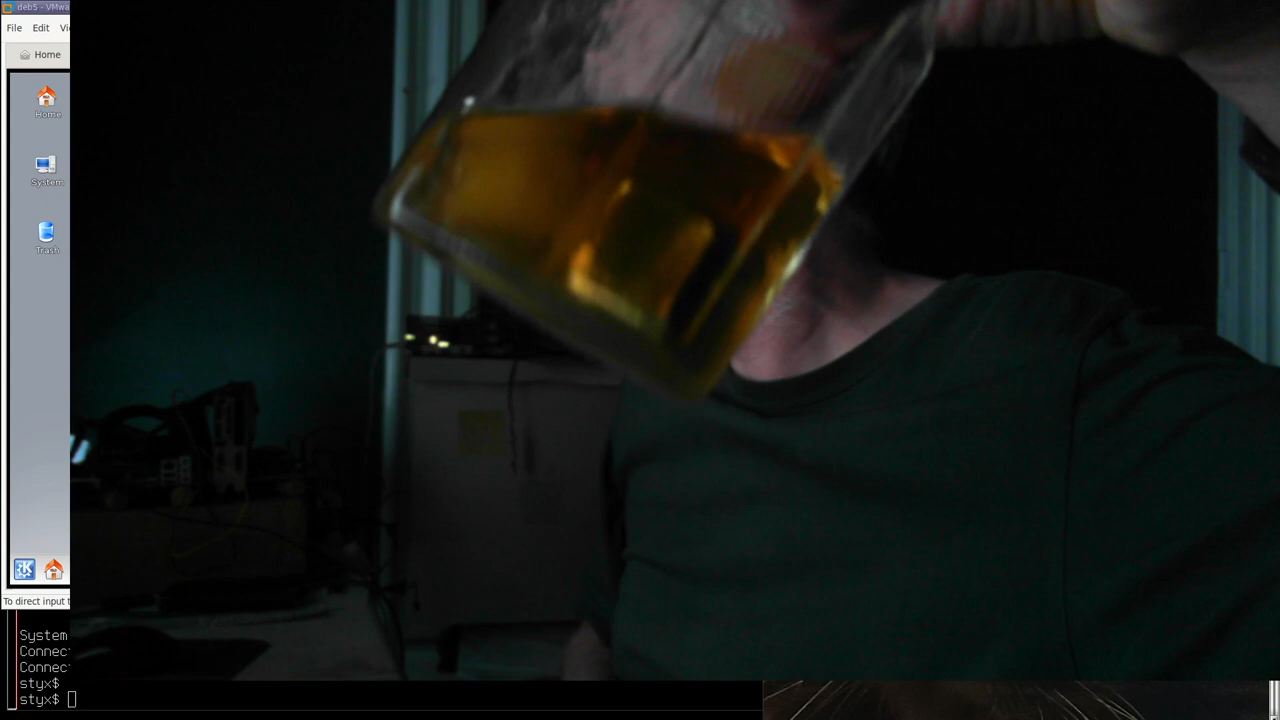 deb5 - VMwa
File Edit Vi
Home
Home
System
Trash
To direct input t
System
Connec
Connec
styx$
styx$